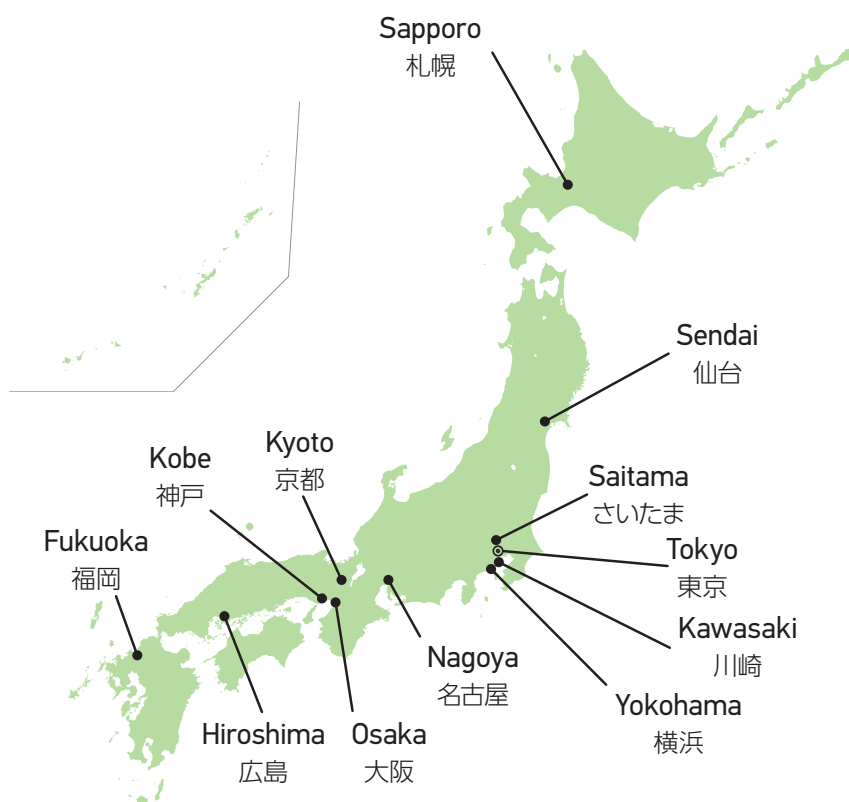 Sapporo
札幌
Sendai
仙台
Kyoto
京都
Kobe
神戸
Saitama
さいたま
Fukuoka
福岡
Tokyo
東京
Kawasaki
川崎
Nagoya
名古屋
Yokohama
横浜
Hiroshima
広島
Osaka
大阪